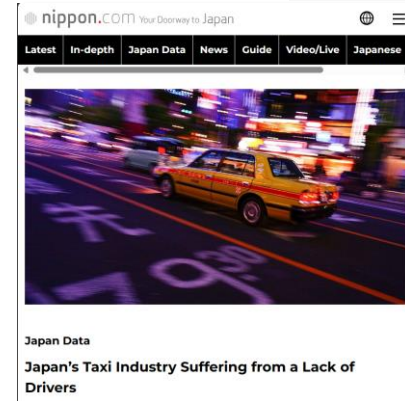 nippon.com Your Doorway to Japan
Latest In-depth Japan Data News Guide Video/Live Japanese
30
Japan Data
Japan's Taxi Industry Suffering from a Lack of
Drivers